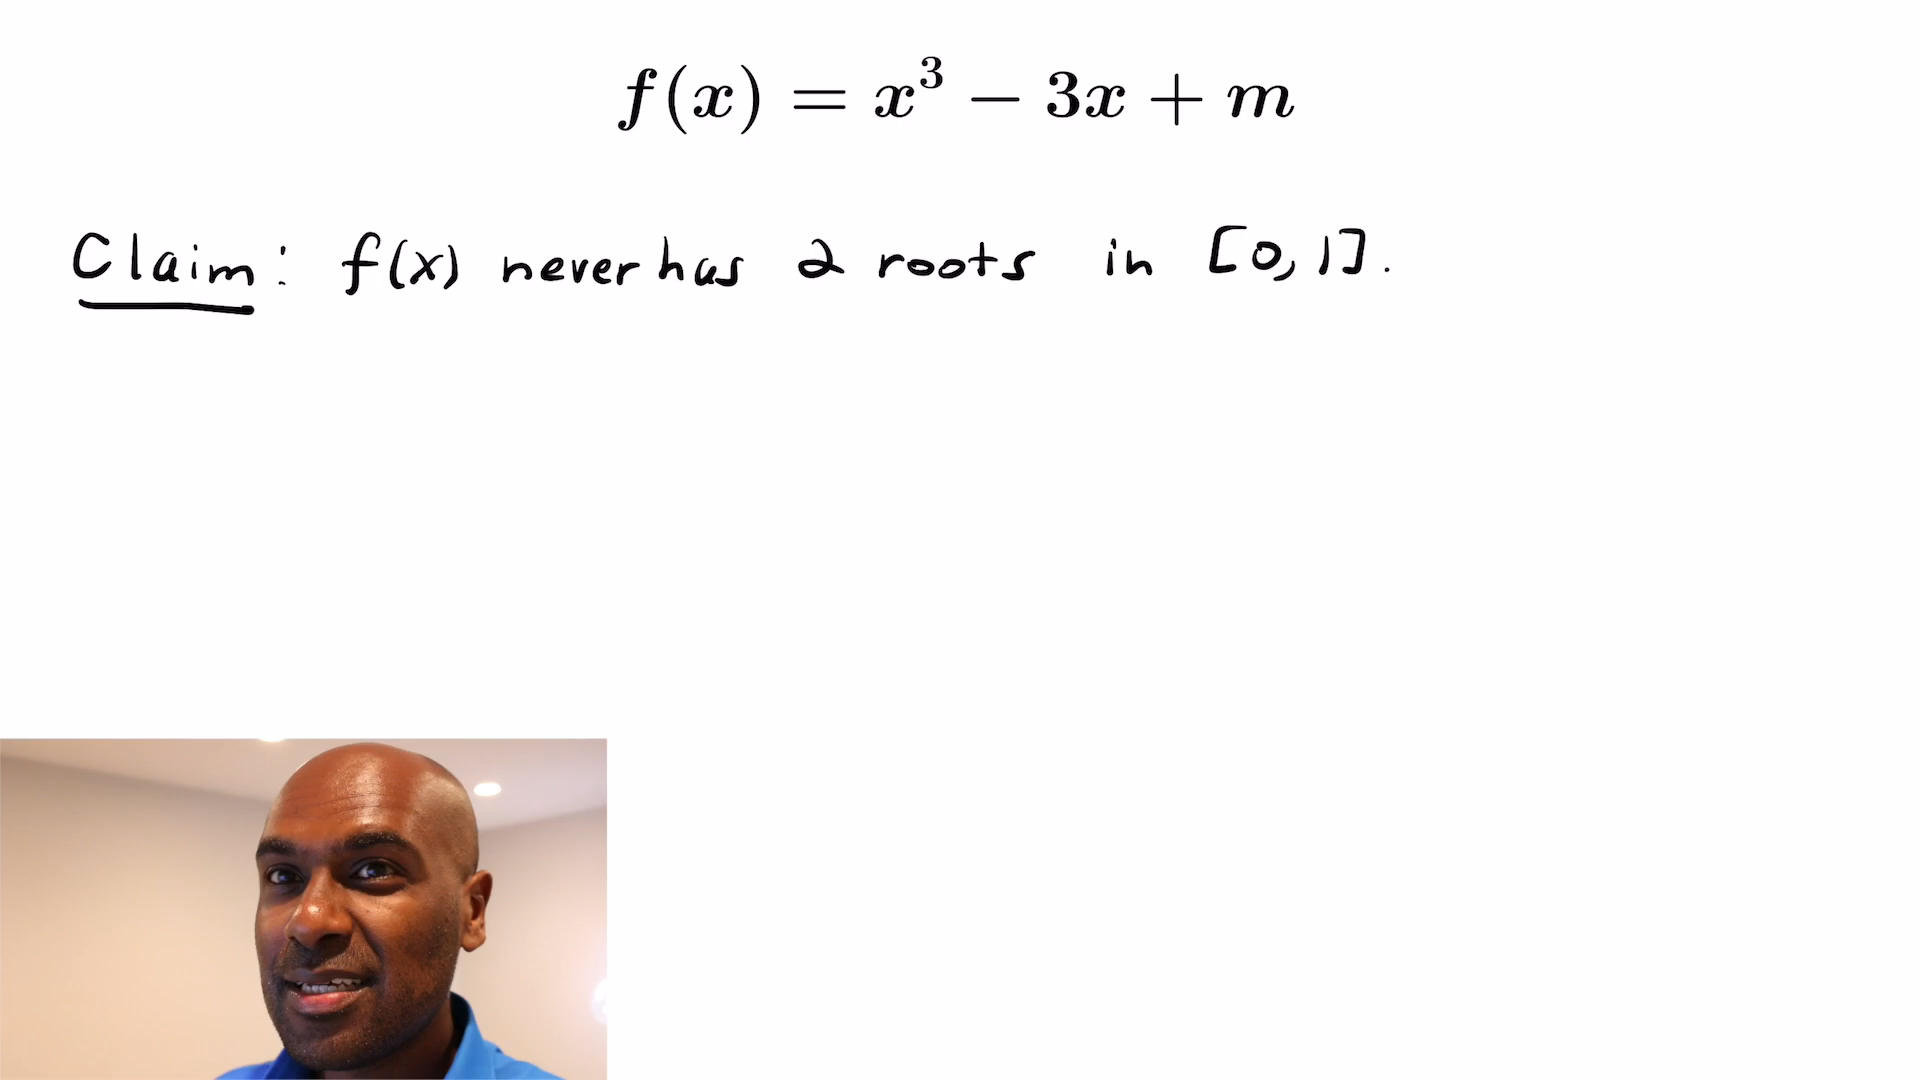 f(x) = x³ − 3x + m
Claim: f(x) never has 2 roots in [0,1].